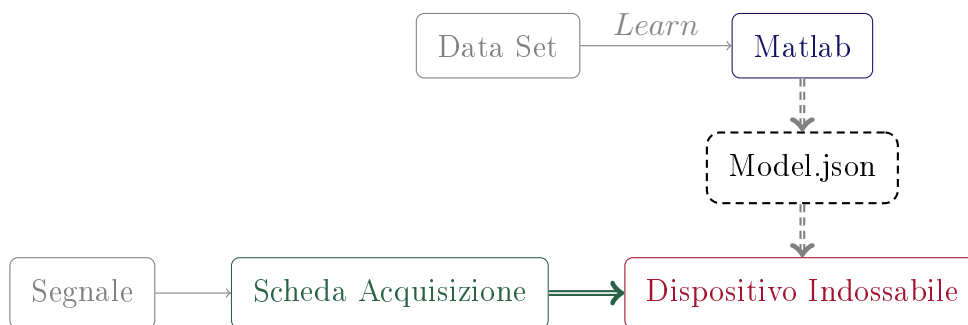 Data Set
Learn
Matlab
Model.json
Segnale
Scheda Acquisizione
Dispositivo Indossabile